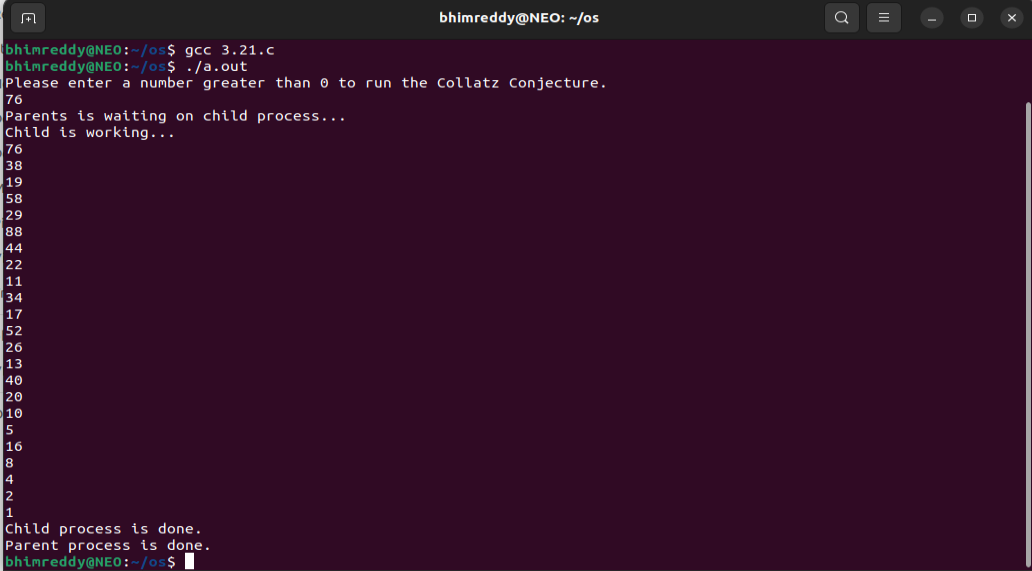 bhimreddy@NEO: ~/os
bhimreddy@NEO:~/os$ gcc 3.21.c
bhimreddy@NEO:~/os$ ./a.out
Please enter a number greater than 0 to run the Collatz Conjecture.
76
Parents is waiting on child process...
Child is working...
76
38
19
58
29
88
44
22
11
34
17
52
26
13
40
20
10
5
16
8
4
2
1
Child process is done.
Parent process is done.
bhimreddy@NEO:~/os$